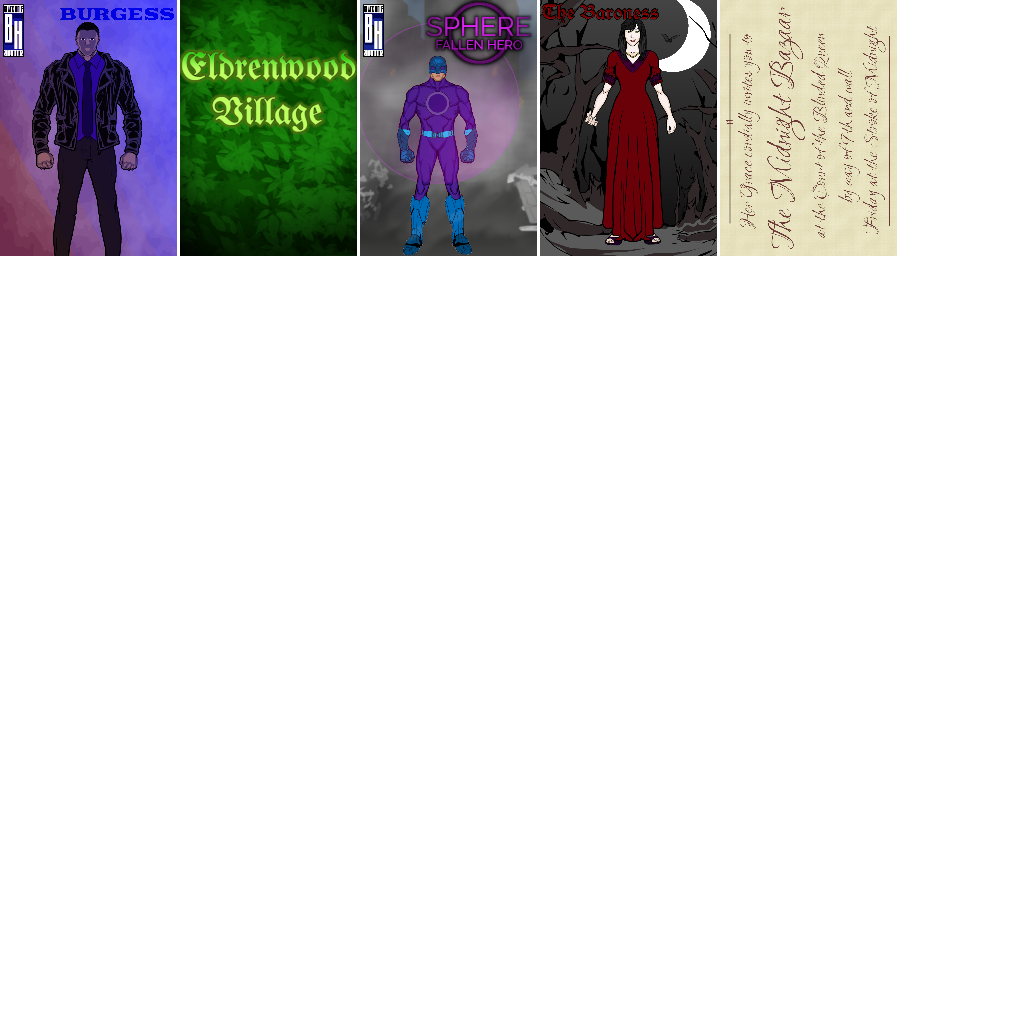 BURGESS
BH
Eldrenwood
Village
BH
SPHERE
FALLEN HERO
The Baroness
Her Grace cordially invites you to
The Midnight Bazaar
at the Court of the Blinded Queen
by way of 7th and wall
Friday at the Stroke of Midnight